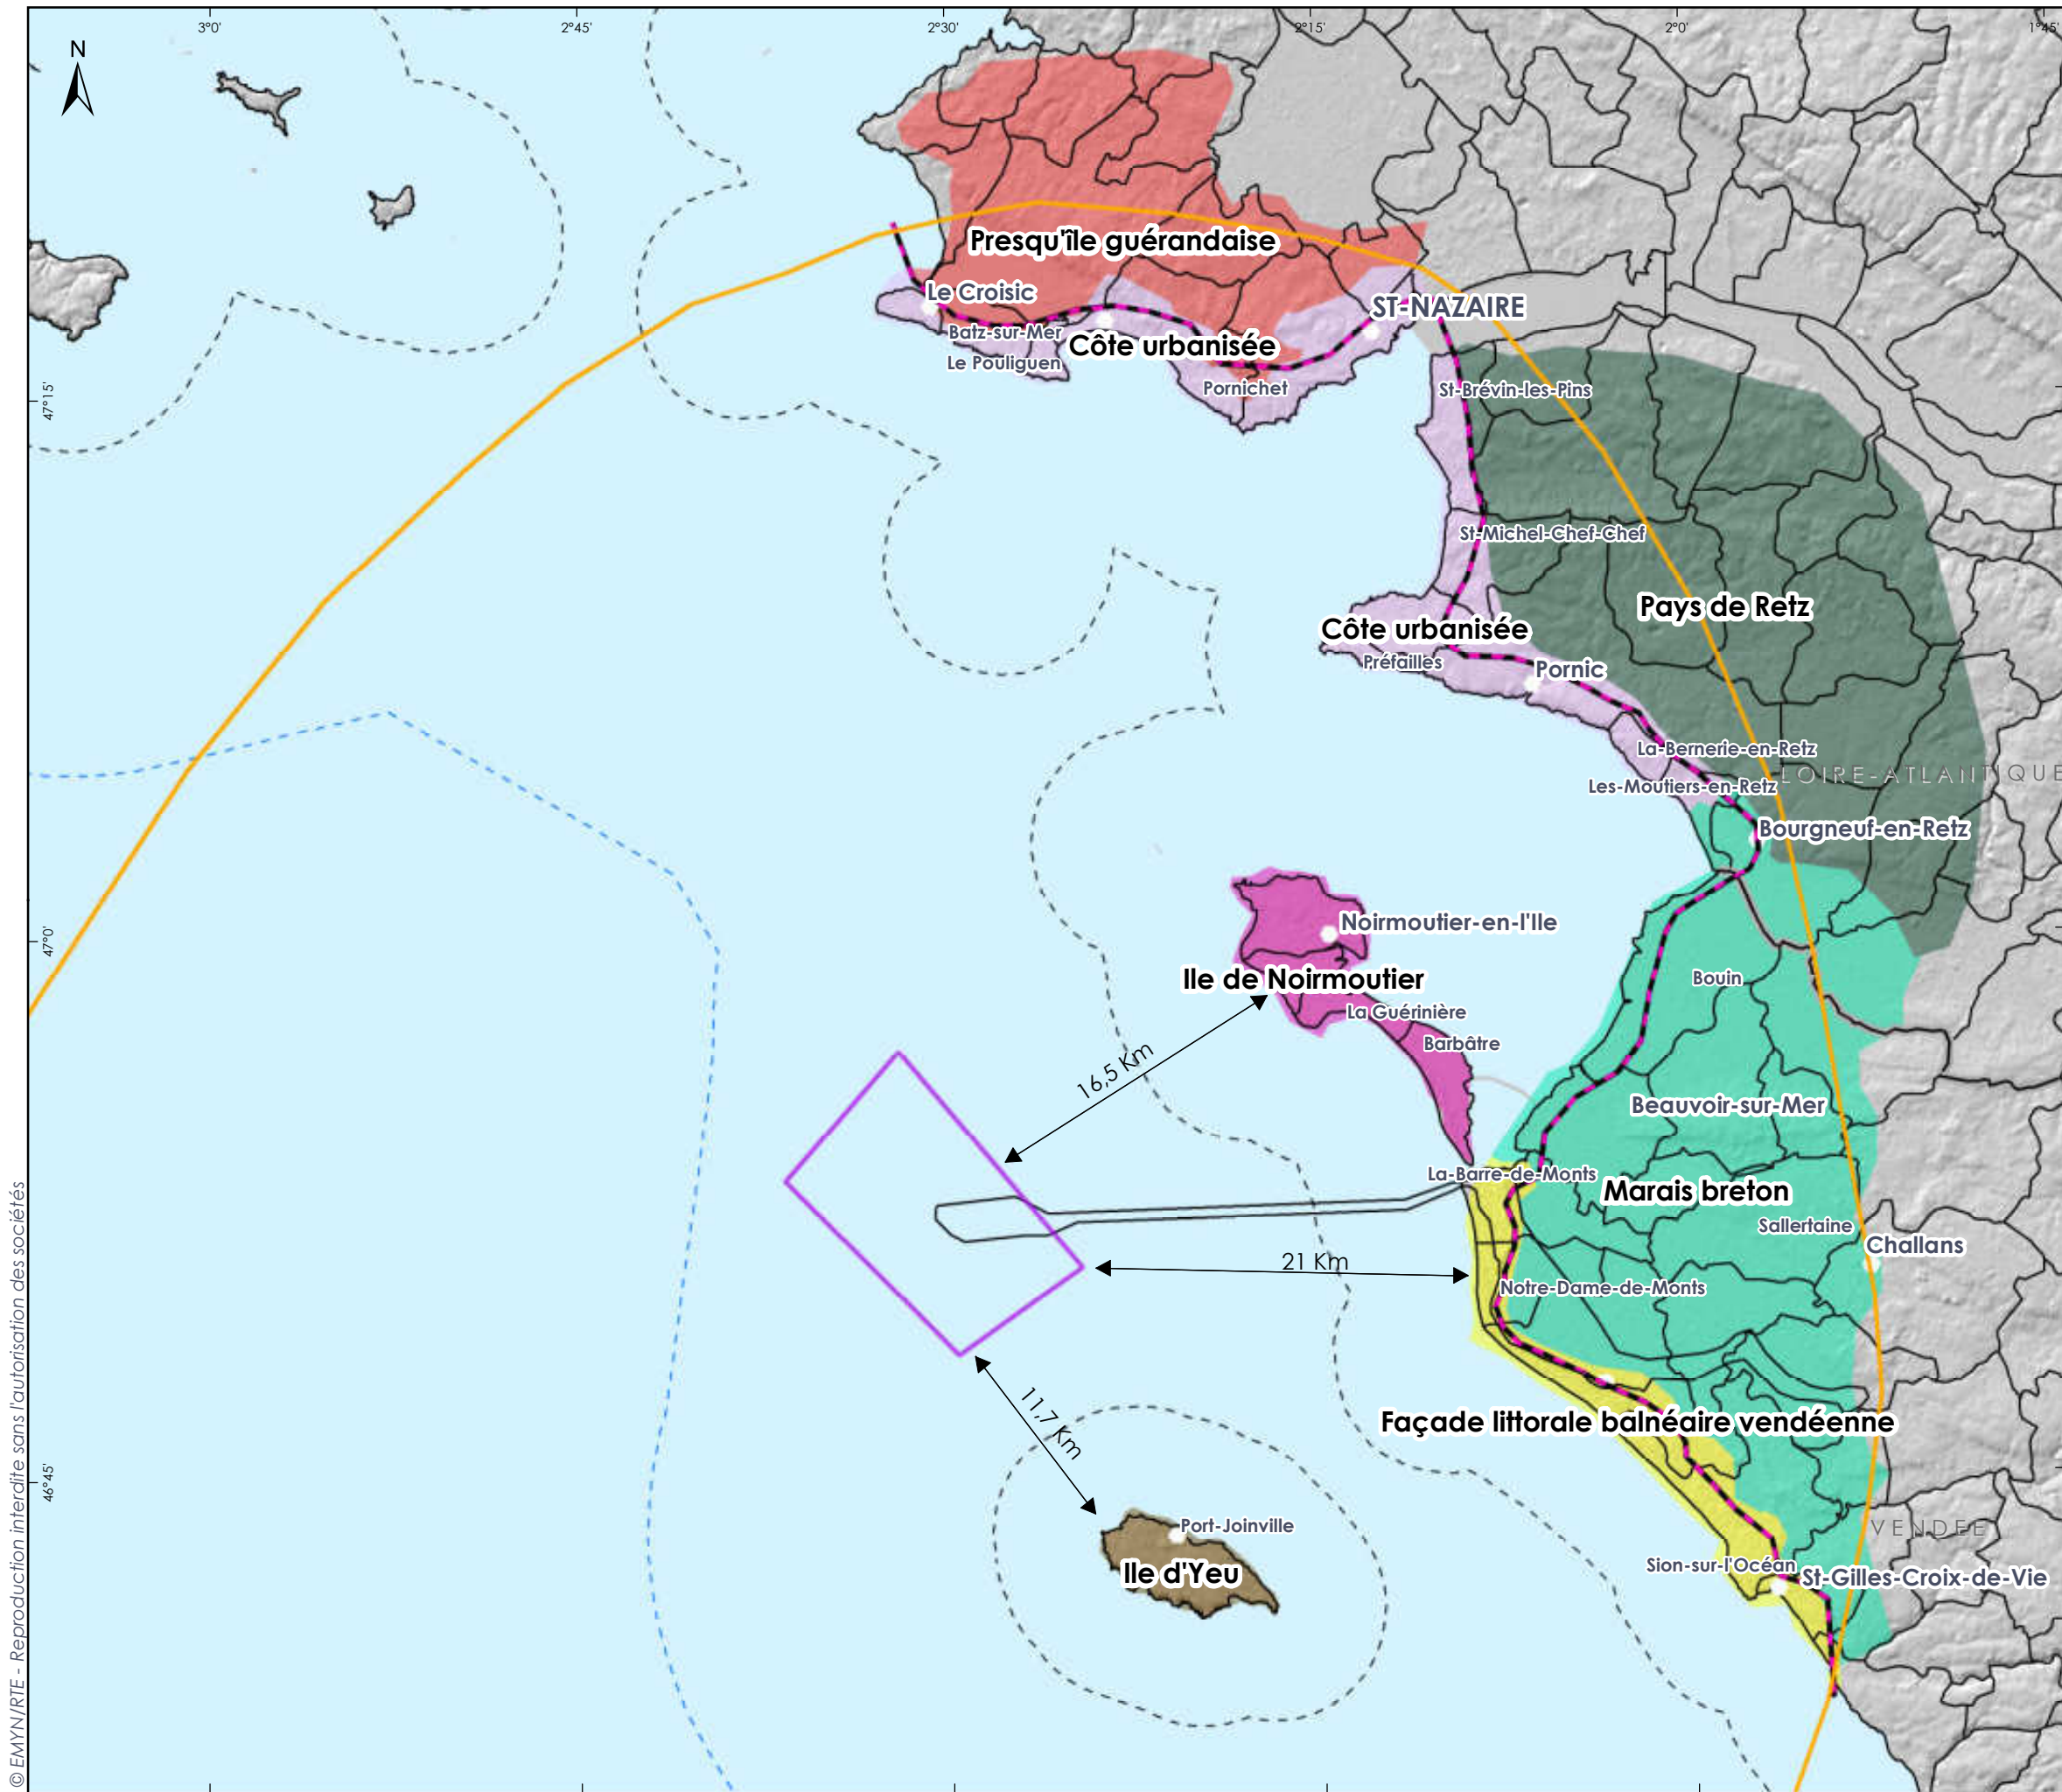 3°0'
2°45'
2°30'
2°15'
2°0'
1°45'
N
Presqu'île guérandaise
Le Croisic
ST-NAZAIRE
Batz-sur-Mer
Côte urbanisée
Le Pouliguen
Pornichet
St-Brévin-les-Pins
47°15'
St-Michel-Chef-Chef
Pays de Retz
Côte urbanisée
Préfailles
Pornic
La-Bernerie-en-Retz
LOIRE-ATLANTIQUE
Les-Moutiers-en-Retz
Bourgneuf-en-Retz
Noirmoutier-en-l'Ile
47°0'
Ile de Noirmoutier
Bouin
La Guérinière
Barbâtre
16,5 Km
Beauvoir-sur-Mer
La-Barre-de-Monts
Marais breton
Sallertaine
Challans
21 Km
Notre-Dame-de-Monts
11,7 Km
Façade littorale balnéaire vendéenne
46°45'
Port-Joinville
VENDEE
Ile d'Yeu
Sion-sur-l'Océan
St-Gilles-Croix-de-Vie
© EMYN/RTE - Reproduction interdite sans l'autorisation des sociétés